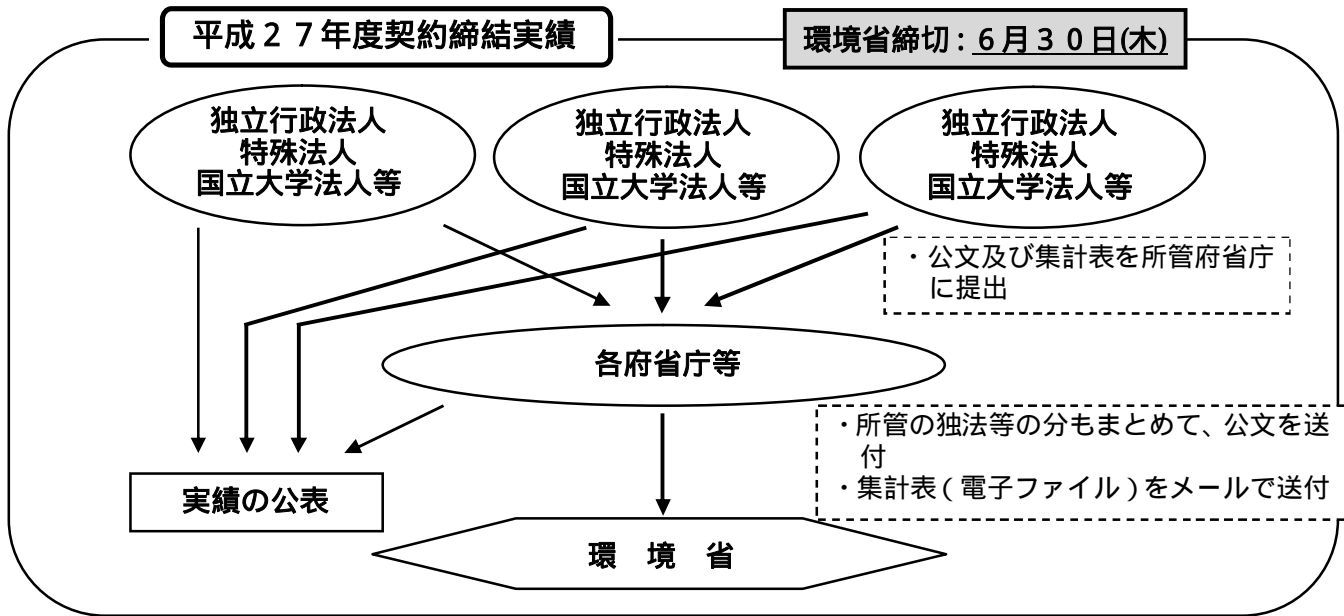 平成２７年度契約締結実績
環境省締切：６月３０日(木)
独立行政法人
特殊法人
国立大学法人等
独立行政法人
特殊法人
国立大学法人等
独立行政法人
特殊法人
国立大学法人等
・公文及び集計表を所管府省庁
に提出
各府省庁等
・所管の独法等の分もまとめて、公文を送
付
・集計表（電子ファイル）をメールで送付
実績の公表
環　境　省